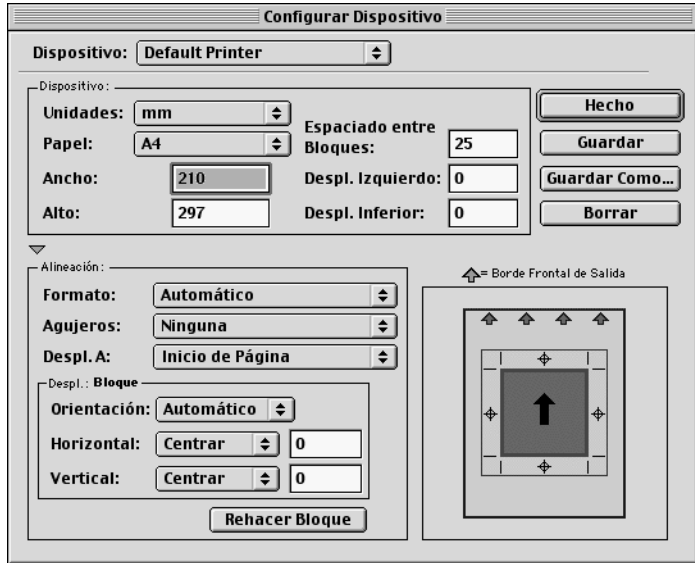 Configurar Dispositivo
Dispositivo: Default Printer
Dispositivo:
Unidades: mm
Papel: A4
Ancho: 210
Alto: 297
Espaciado entre
Bloques: 25
Despl. Izquierdo: 0
Despl. Inferior: 0
Hecho
Guardar
Guardar Como...
Borrar
Alineación:
Formato: Automático
Agujeros: Ninguna
Despl. A: Inicio de Página
Despl.: Bloque
Orientación: Automático
Horizontal: Centrar 0
Vertical: Centrar 0
Rehacer Bloque
= Borde Frontal de Salida